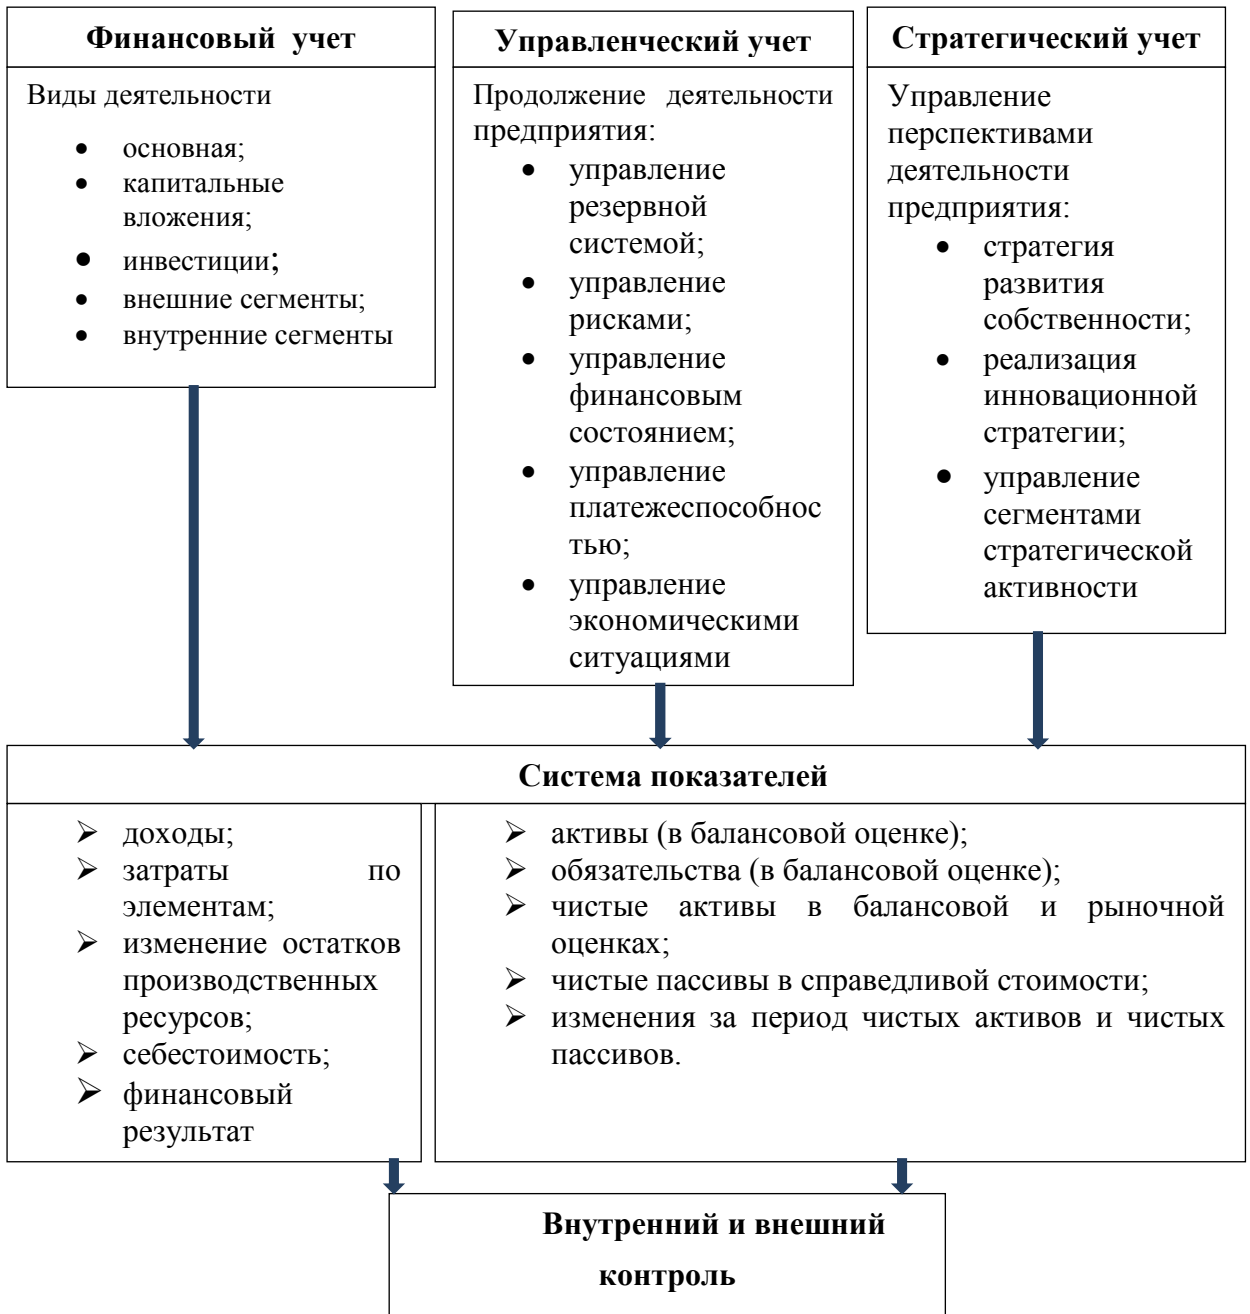 Финансовый учет
Виды деятельности
• основная;
• капитальные
вложения;
• инвестиции;
• внешние сегменты;
• внутренние сегменты
Управленческий учет
Продолжение деятельности
предприятия:
• управление
резервной
системой;
• управление
рисками;
• управление
финансовым
состоянием;
• управление
платежеспособнос
тью;
• управление
экономическими
ситуациями
Стратегический учет
Управление
перспективами
деятельности
предприятия:
• стратегия
развития
собственности;
• реализация
инновационной
стратегии;
• управление
сегментами
стратегической
активности
Система показателей
➢ доходы;
➢ затраты по
элементам;
➢ изменение остатков
производственных
ресурсов;
➢ себестоимость;
➢ финансовый
результат
➢ активы (в балансовой оценке);
➢ обязательства (в балансовой оценке);
➢ чистые активы в балансовой и рыночной
оценках;
➢ чистые пассивы в справедливой стоимости;
➢ изменения за период чистых активов и чистых
пассивов.
Внутренний и внешний
контроль